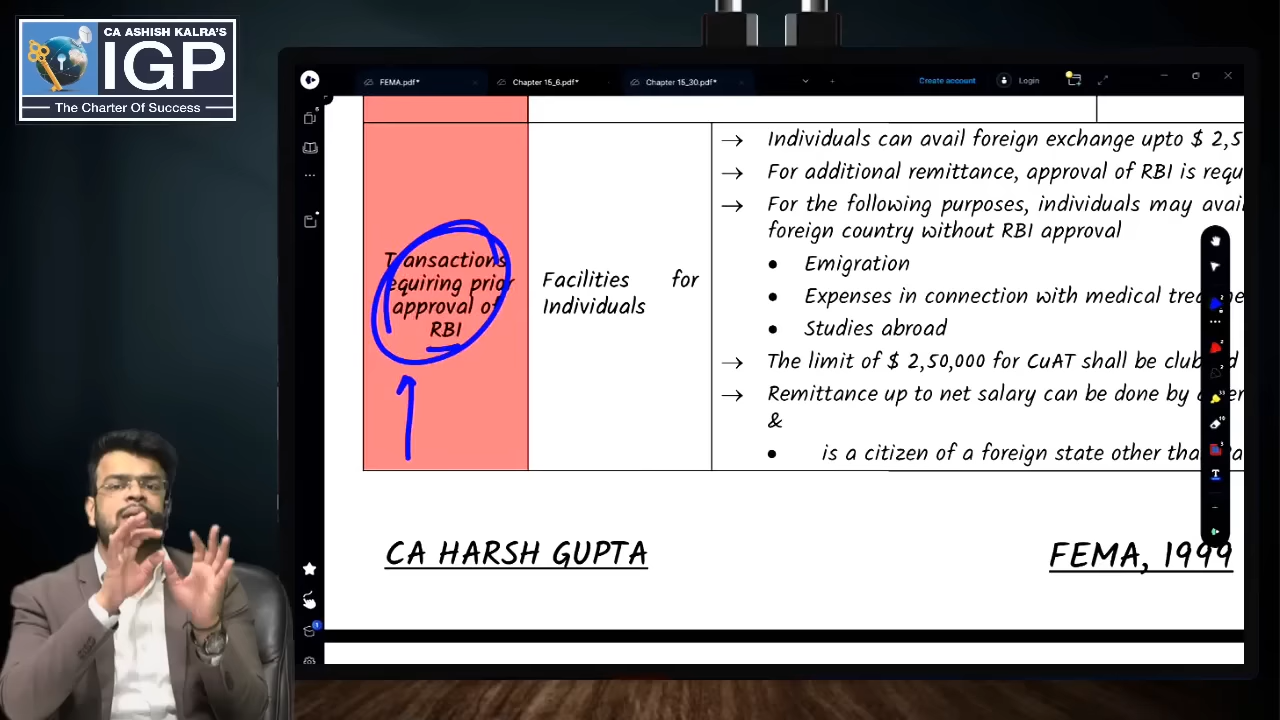 CA ASHISH KALRA'S
IGP
The Charter Of Success
FEMA.pdf*
Chapter 15_6.pdf*
Chapter 15_30.pdf*
Create account
Login
Transactions
equiring prior
approval of
RBI
Facilities for
Individuals
→ Individuals can avail foreign exchange upto $ 2,5
→ For additional remittance, approval of RBI is requ
→ For the following purposes, individuals may avai
foreign country without RBI approval
• Emigration
• Expenses in connection with medical
• Studies abroad
→ The limit of $ 2,50,000 for CuAT shall be
→ Remittance up to net salary can be done by
&
• is a citizen of a foreign state other
CA HARSH GUPTA
FEMA, 1999